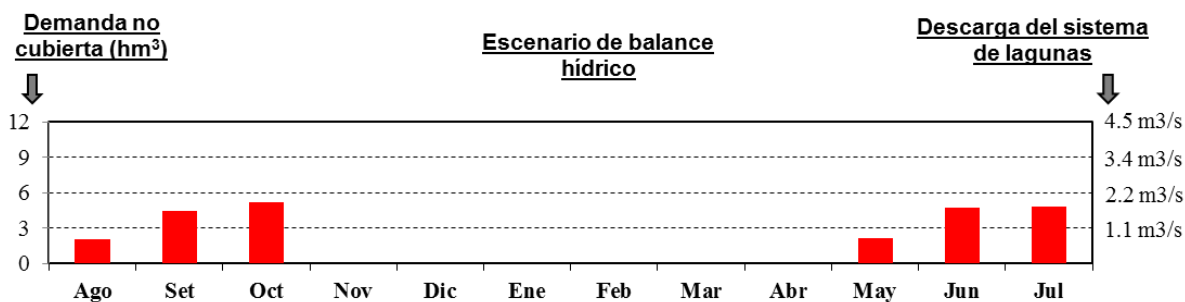 Demanda no
cubierta (hm³)
Escenario de balance
hídrico
Descarga del sistema
de lagunas
12
9
6
3
0
4.5 m3/s
3.4 m3/s
2.2 m3/s
1.1 m3/s
Ago Set Oct Nov Dic Ene Feb Mar Abr May Jun Jul